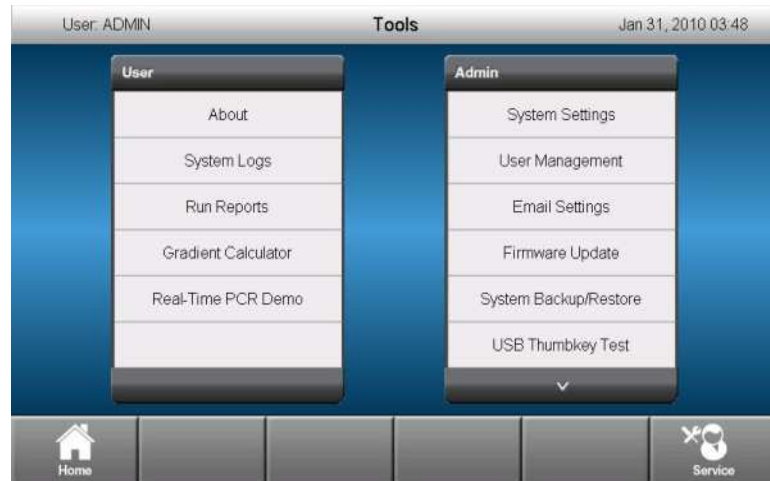 User: ADMIN Tools Jan 31, 2010 03:48
User
About
System Logs
Run Reports
Gradient Calculator
Real-Time PCR Demo
Admin
System Settings
User Management
Email Settings
Firmware Update
System Backup/Restore
USB Thumbkey Test
Home
Service